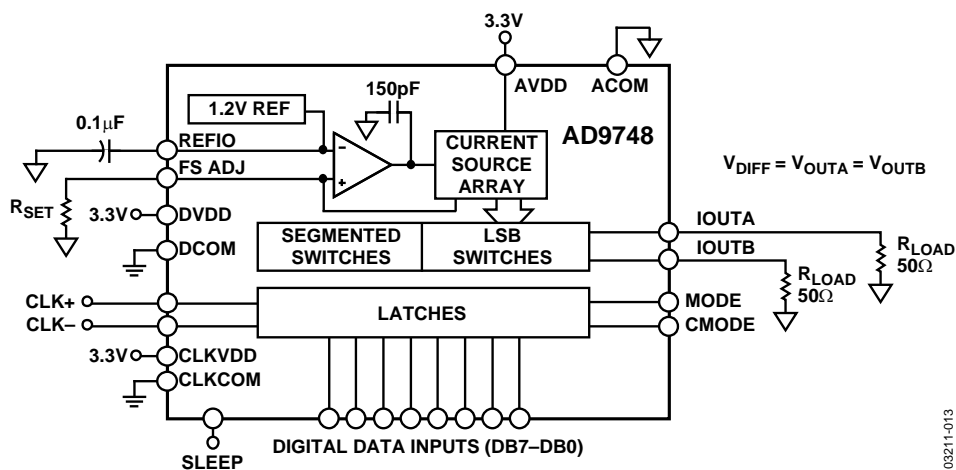 3.3V
AVDD
ACOM
150pF
1.2V REF
AD9748
0.1μF
REFIO
CURRENT
SOURCE
ARRAY
VDIFF = VOUTA = VOUTB
FS ADJ
RSET
3.3V
DVDD
IOUTA
DCOM
SEGMENTED
SWITCHES
LSB
SWITCHES
IOUTB
RLOAD
50Ω
RLOAD
50Ω
CLK+
CLK–
LATCHES
MODE
CMODE
3.3V
CLKVDD
CLKCOM
DIGITAL DATA INPUTS (DB7–DB0)
SLEEP
03211-013